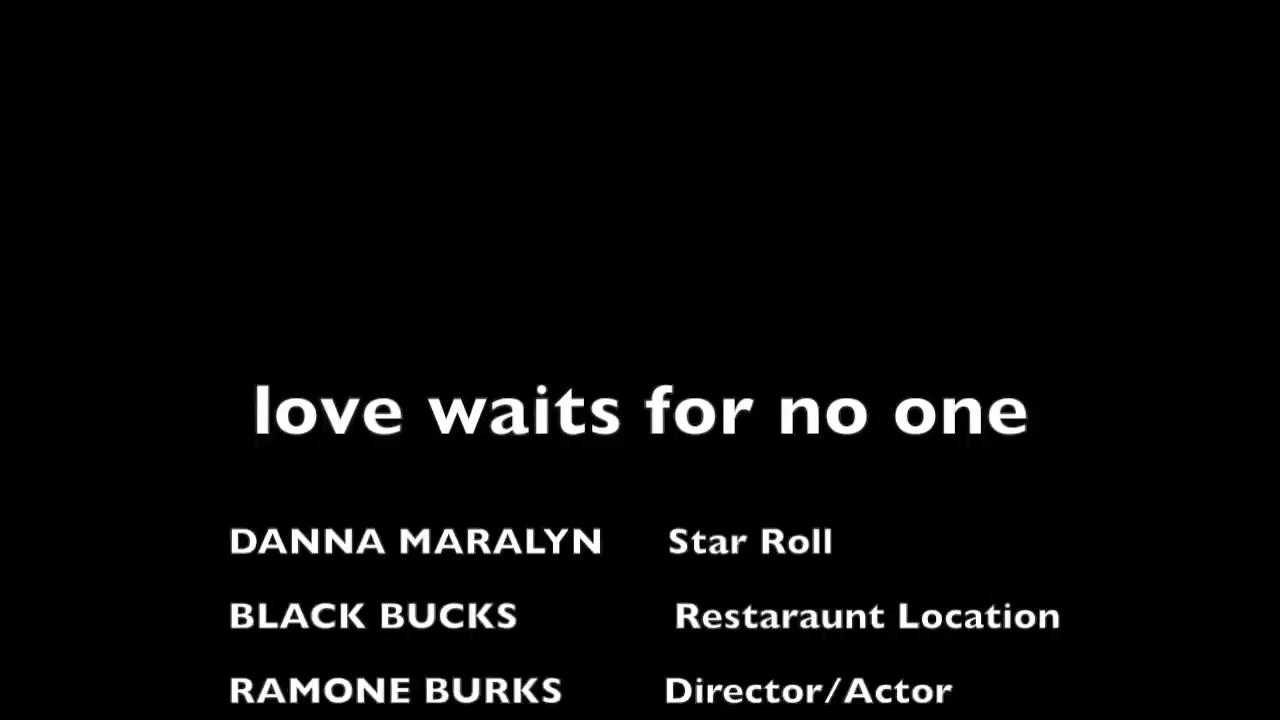 love waits for no one
DANNA MARALYN Star Roll
BLACK BUCKS Restaraunt Location
RAMONE BURKS Director/Actor